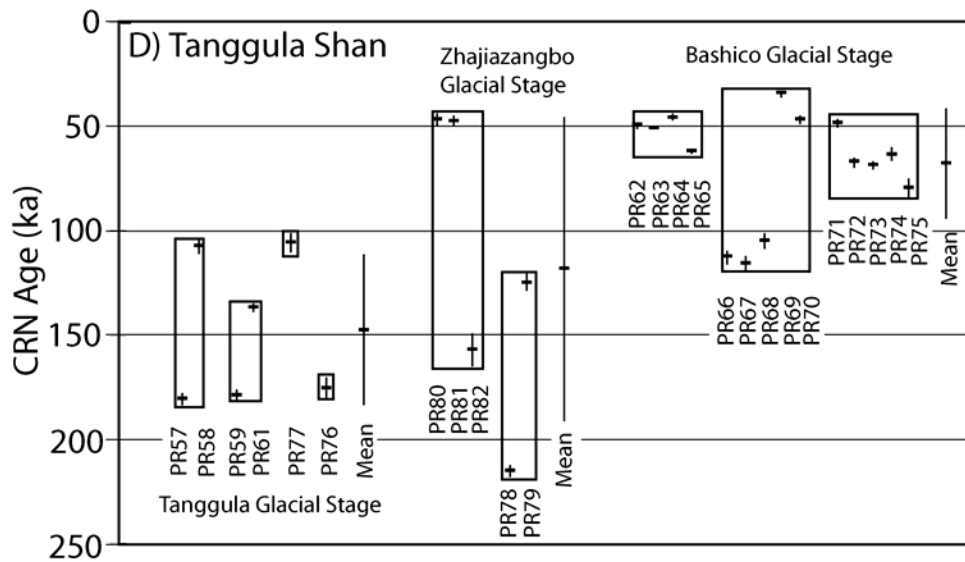 0
50
100
150
200
250
CRN Age (ka)
D) Tanggula Shan
Zhajiazangbo
Glacial Stage
Bashico Glacial Stage
PR57
PR58
PR59
PR61
PR77
PR76
Mean
Tanggula Glacial Stage
PR80
PR81
PR82
PR78
PR79
Mean
PR62
PR63
PR64
PR65
PR66
PR67
PR68
PR69
PR70
PR71
PR72
PR73
PR74
PR75
Mean